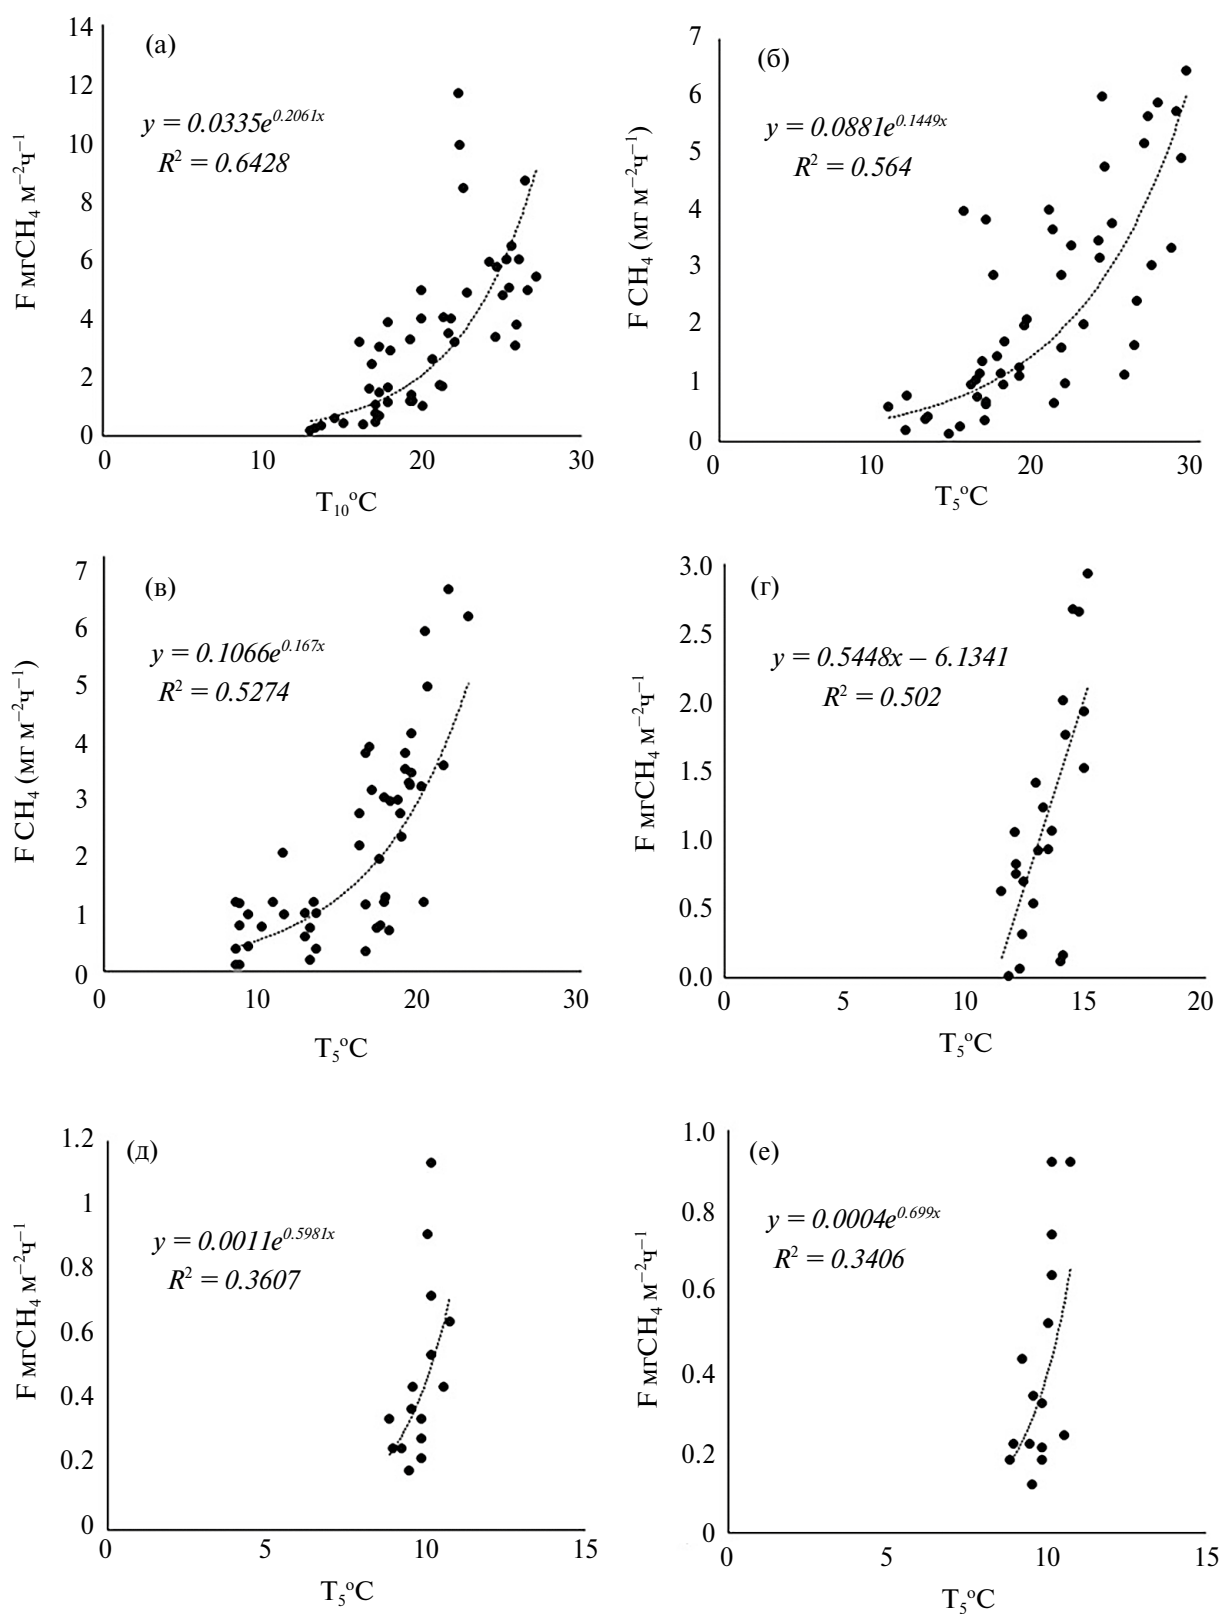 (а)
y = 0.0335e^0.2061x
R² = 0.6428
F мгCH₄ м⁻²ч⁻¹
14
12
10
8
6
4
2
0
0 10 20 30
T₁₀°C
(б)
y = 0.0881e^0.1449x
R² = 0.564
F CH₄ (мг м⁻²ч⁻¹)
7
6
5
4
3
2
1
0
0 10 20 30
T₅°C
(в)
y = 0.1066e^0.167x
R² = 0.5274
F CH₄ (мг м⁻²ч⁻¹)
7
6
5
4
3
2
1
0
0 10 20 30
T₅°C
(г)
y = 0.5448x – 6.1341
R² = 0.502
F мгCH₄ м⁻²ч⁻¹
3.0
2.5
2.0
1.5
1.0
0.5
0.0
0 5 10 15 20
T₅°C
(д)
y = 0.0011e^0.5981x
R² = 0.3607
F мгCH₄ м⁻²ч⁻¹
1.2
1
0.8
0.6
0.4
0.2
0
0 5 10 15
T₅°C
(е)
y = 0.0004e^0.699x
R² = 0.3406
F мгCH₄ м⁻²ч⁻¹
1.0
0.8
0.6
0.4
0.2
0
0 5 10 15
T₅°C